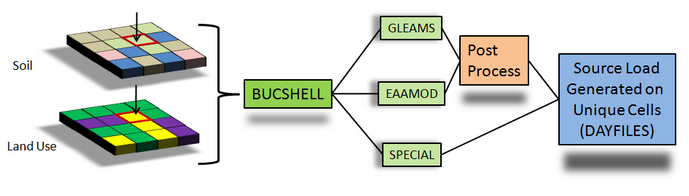 Soil
Land Use
BUCSHELL
GLEAMS
EAAMOD
SPECIAL
Post
Process
Source Load
Generated on
Unique Cells
(DAYFILES)